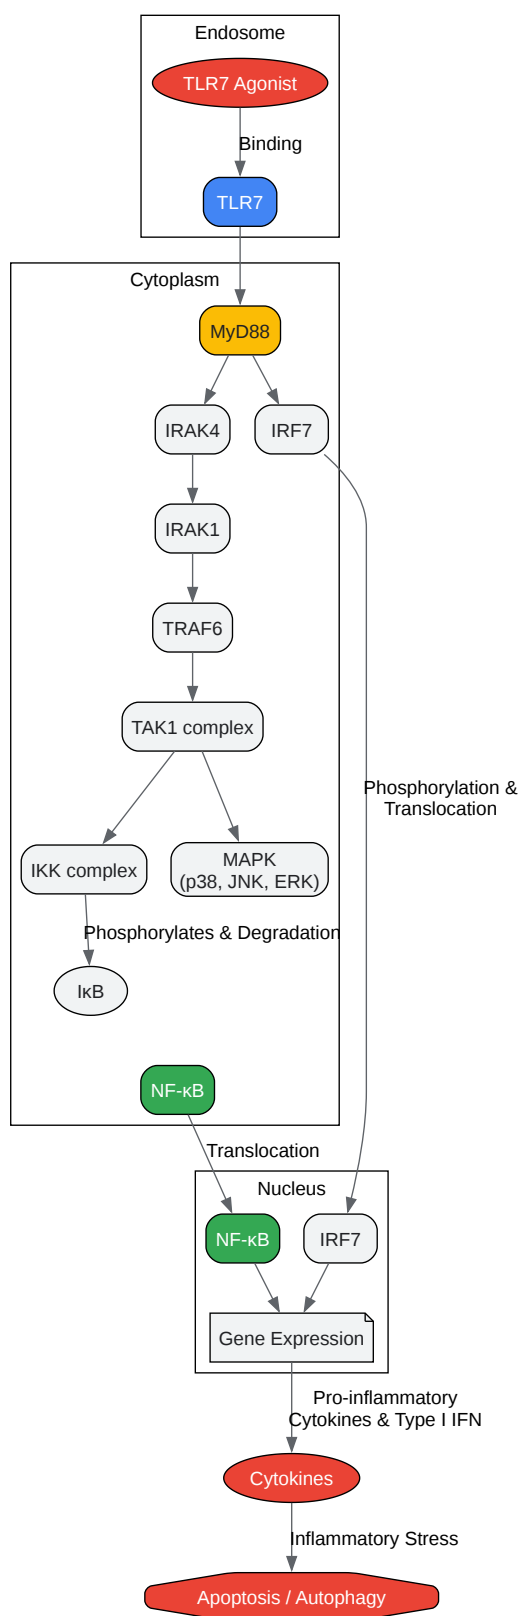 Endosome
TLR7 Agonist
Binding
TLR7
Cytoplasm
MyD88
IRAK4
IRF7
IRAK1
TRAF6
TAK1 complex
Phosphorylation &
Translocation
IKK complex
MAPK
(p38, JNK, ERK)
Phosphorylates & Degradation
IκB
NF-κB
Translocation
Nucleus
NF-κB
IRF7
Gene Expression
Pro-inflammatory
Cytokines & Type I IFN
Cytokines
Inflammatory Stress
Apoptosis / Autophagy